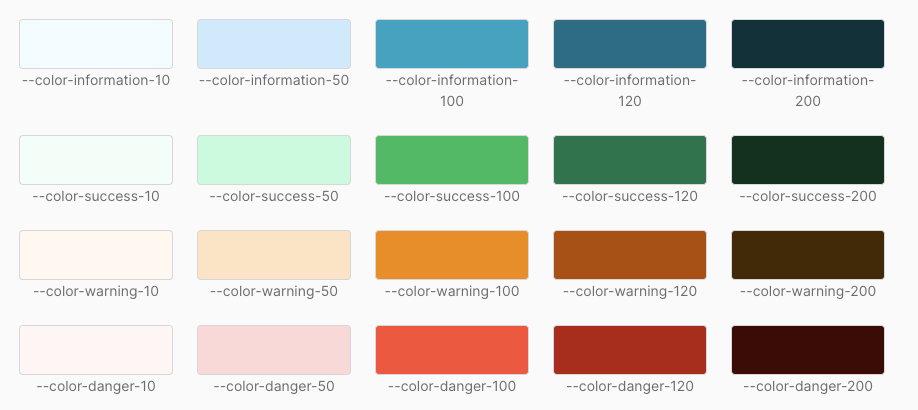 --color-information-10
--color-information-50
--color-information-
100
--color-information-
120
--color-information-
200
--color-success-10
--color-success-50
--color-success-100
--color-success-120
--color-success-200
--color-warning-10
--color-warning-50
--color-warning-100
--color-warning-120
--color-warning-200
--color-danger-10
--color-danger-50
--color-danger-100
--color-danger-120
--color-danger-200